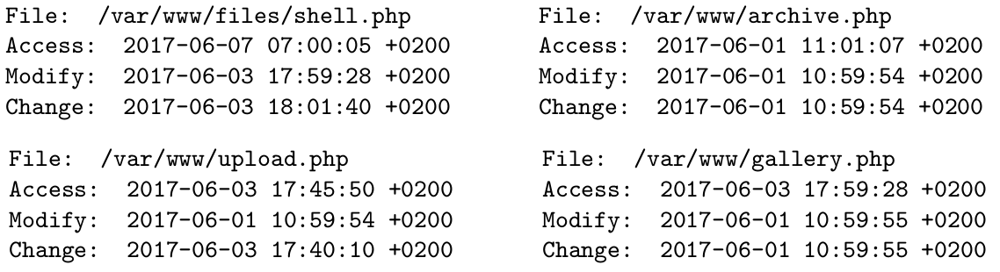 File:  /var/www/files/shell.php
Access:  2017-06-07 07:00:05 +0200
Modify:  2017-06-03 17:59:28 +0200
Change:  2017-06-03 18:01:40 +0200
File:  /var/www/archive.php
Access:  2017-06-01 11:01:07 +0200
Modify:  2017-06-01 10:59:54 +0200
Change:  2017-06-01 10:59:54 +0200
File:  /var/www/upload.php
Access:  2017-06-03 17:45:50 +0200
Modify:  2017-06-01 10:59:54 +0200
Change:  2017-06-03 17:40:10 +0200
File:  /var/www/gallery.php
Access:  2017-06-03 17:59:28 +0200
Modify:  2017-06-01 10:59:55 +0200
Change:  2017-06-01 10:59:55 +0200